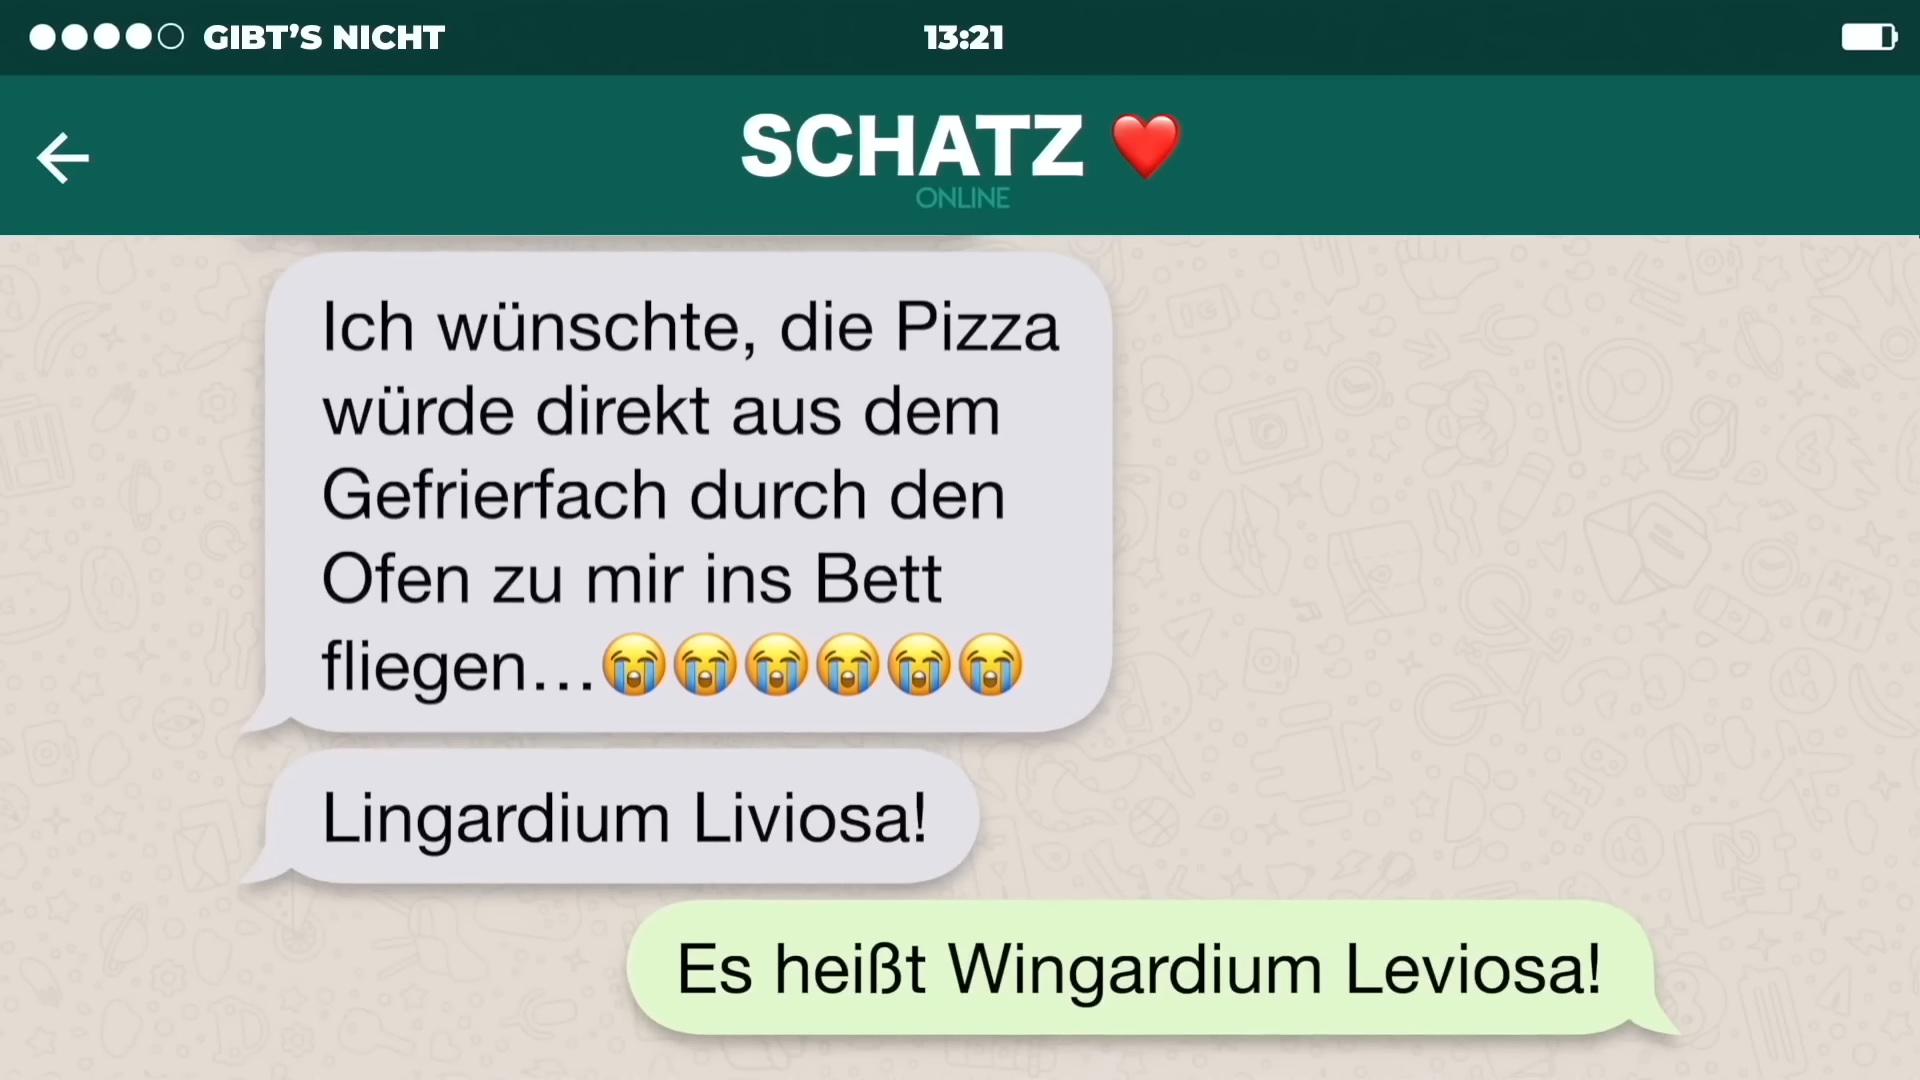 GIBT’S NICHT
13:21
SCHATZ ❤️
ONLINE
Ich wünschte, die Pizza
würde direkt aus dem
Gefrierfach durch den
Ofen zu mir ins Bett
fliegen...😭😭😭😭😭😭
Lingardium Liviosa!
Es heißt Wingardium Leviosa!